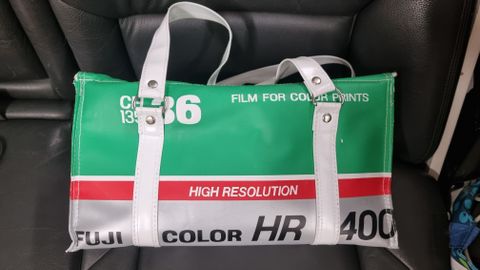 36
135
FILM FOR COLOR PRINTS
HIGH RESOLUTION
FUJI COLOR HR 400